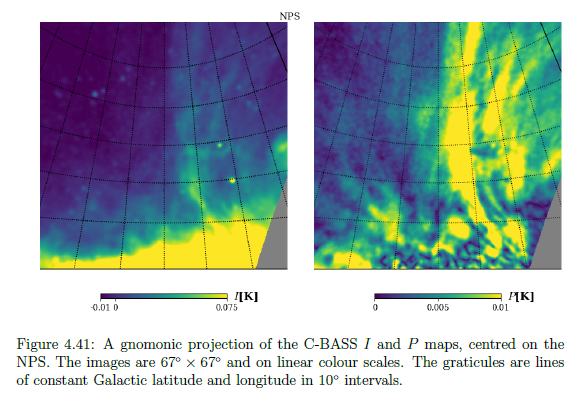 NPS
I[K]
-0.01 0 0.075
P[K]
0 0.005 0.01
Figure 4.41: A gnomonic projection of the C-BASS I and P maps, centred on the
NPS. The images are 67° × 67° and on linear colour scales. The graticules are lines
of constant Galactic latitude and longitude in 10° intervals.